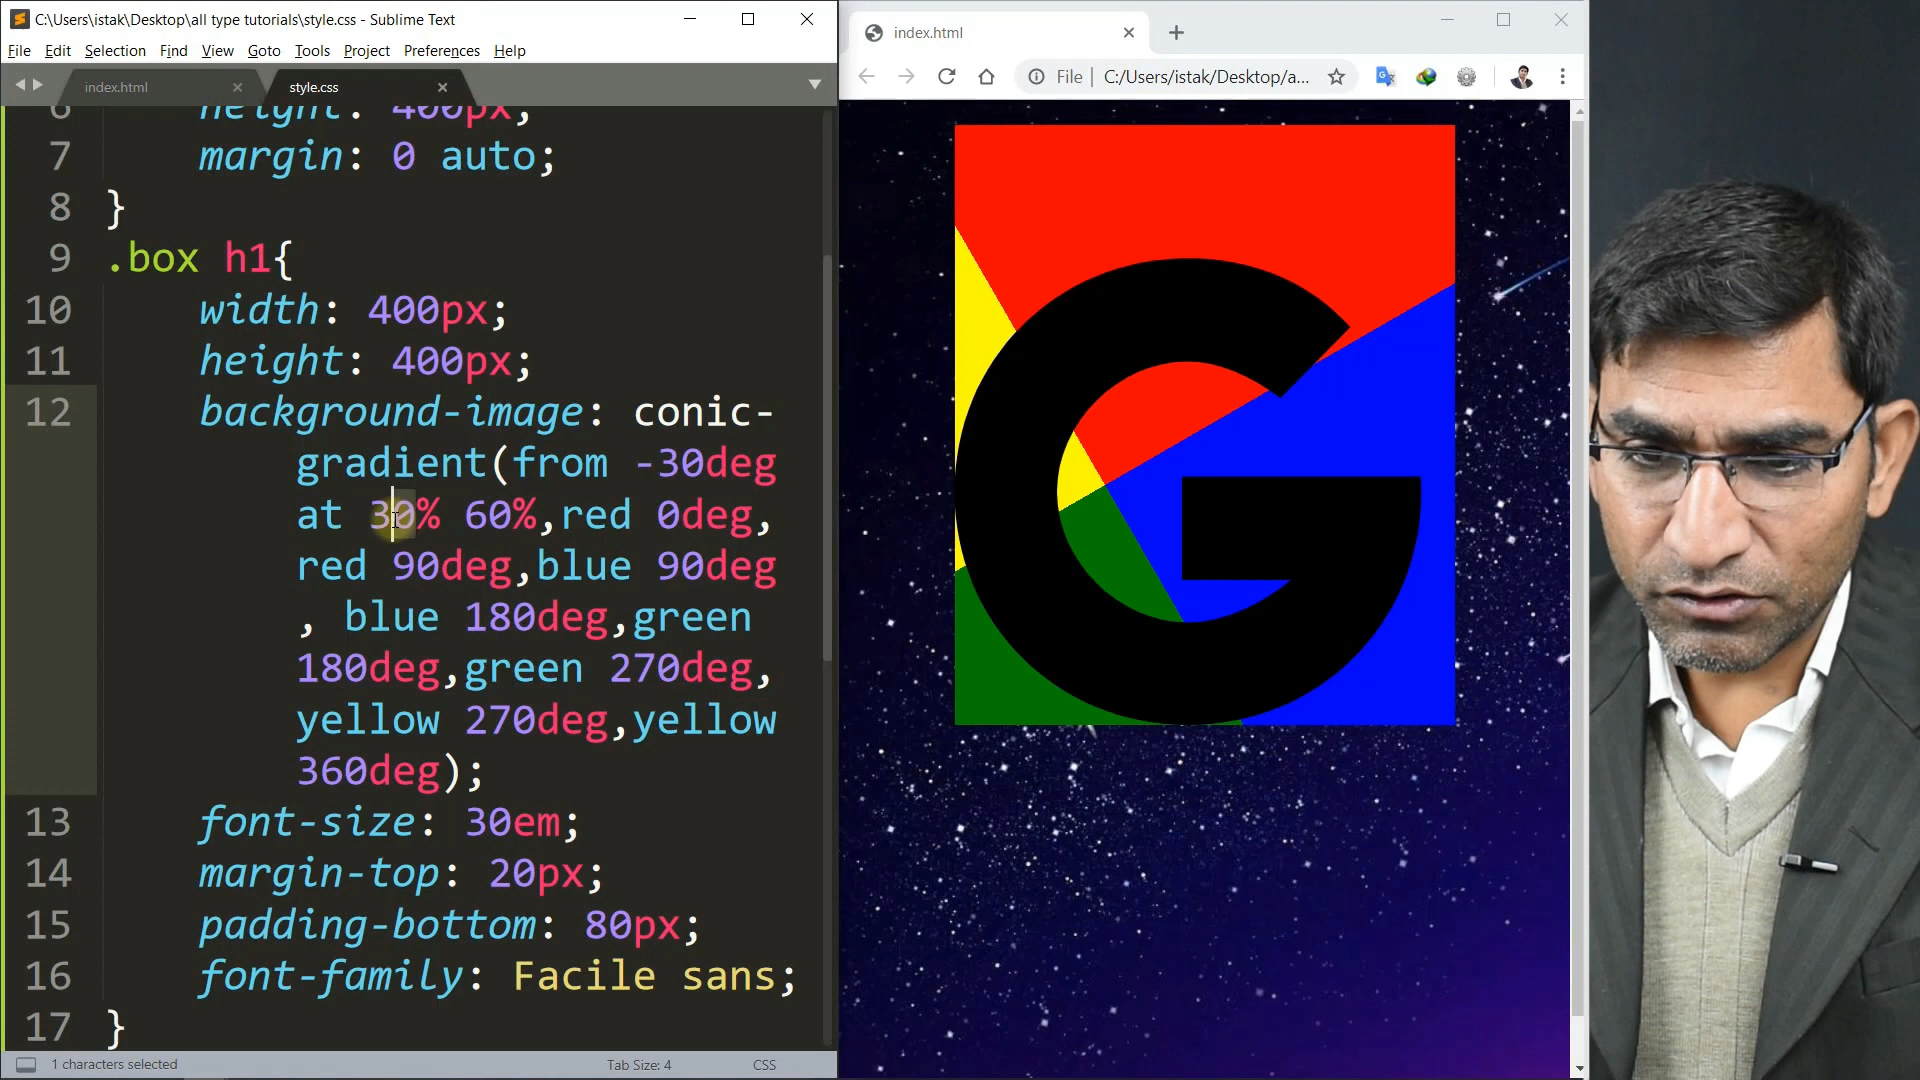 C:\Users\istak\Desktop\all type tutorials\style.css - Sublime Text
File Edit Selection Find View Goto Tools Project Preferences Help
index.html
style.css
6 height: 400px;
7 margin: 0 auto;
8 }
9 .box h1{
10 width: 400px;
11 height: 400px;
12 background-image: conic-
gradient(from -30deg
at 30% 60%,red 0deg,
red 90deg,blue 90deg
, blue 180deg,green
180deg,green 270deg,
yellow 270deg,yellow
360deg);
13 font-size: 30em;
14 margin-top: 20px;
15 padding-bottom: 80px;
16 font-family: Facile sans;
17 }
1 characters selected
Tab Size: 4
CSS
index.html
File
C:/Users/istak/Desktop/a...
G